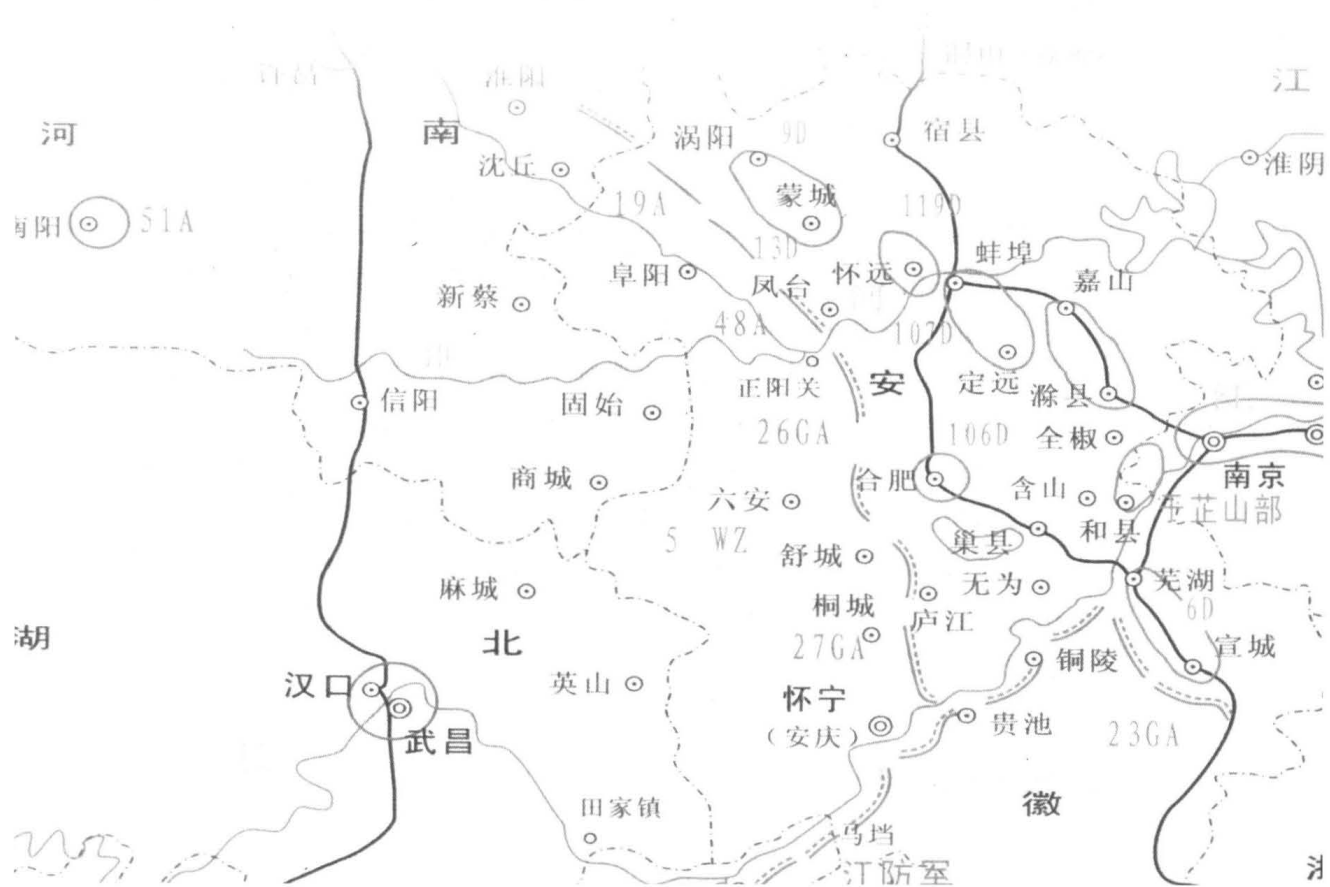 许昌
淮阳
江
河
南
涡阳
9D
宿县
沈丘
淮阴
蒙城
19A
119D
南阳
51A
13D
蚌埠
阜阳
凤台
怀远
嘉山
新蔡
48A
107D
正阳关
安
定远
滁县
信阳
固始
26GA
106D
全椒
商城
合肥
南京
六安
含山
和县
5 WZ
舒城
巢县
麻城
无为
芜湖
桐城
庐江
6D
湖
北
27GA
铜陵
宣城
汉口
英山
怀宁
(安庆)
武昌
贵池
23GA
田家镇
徽
马垱
江防军